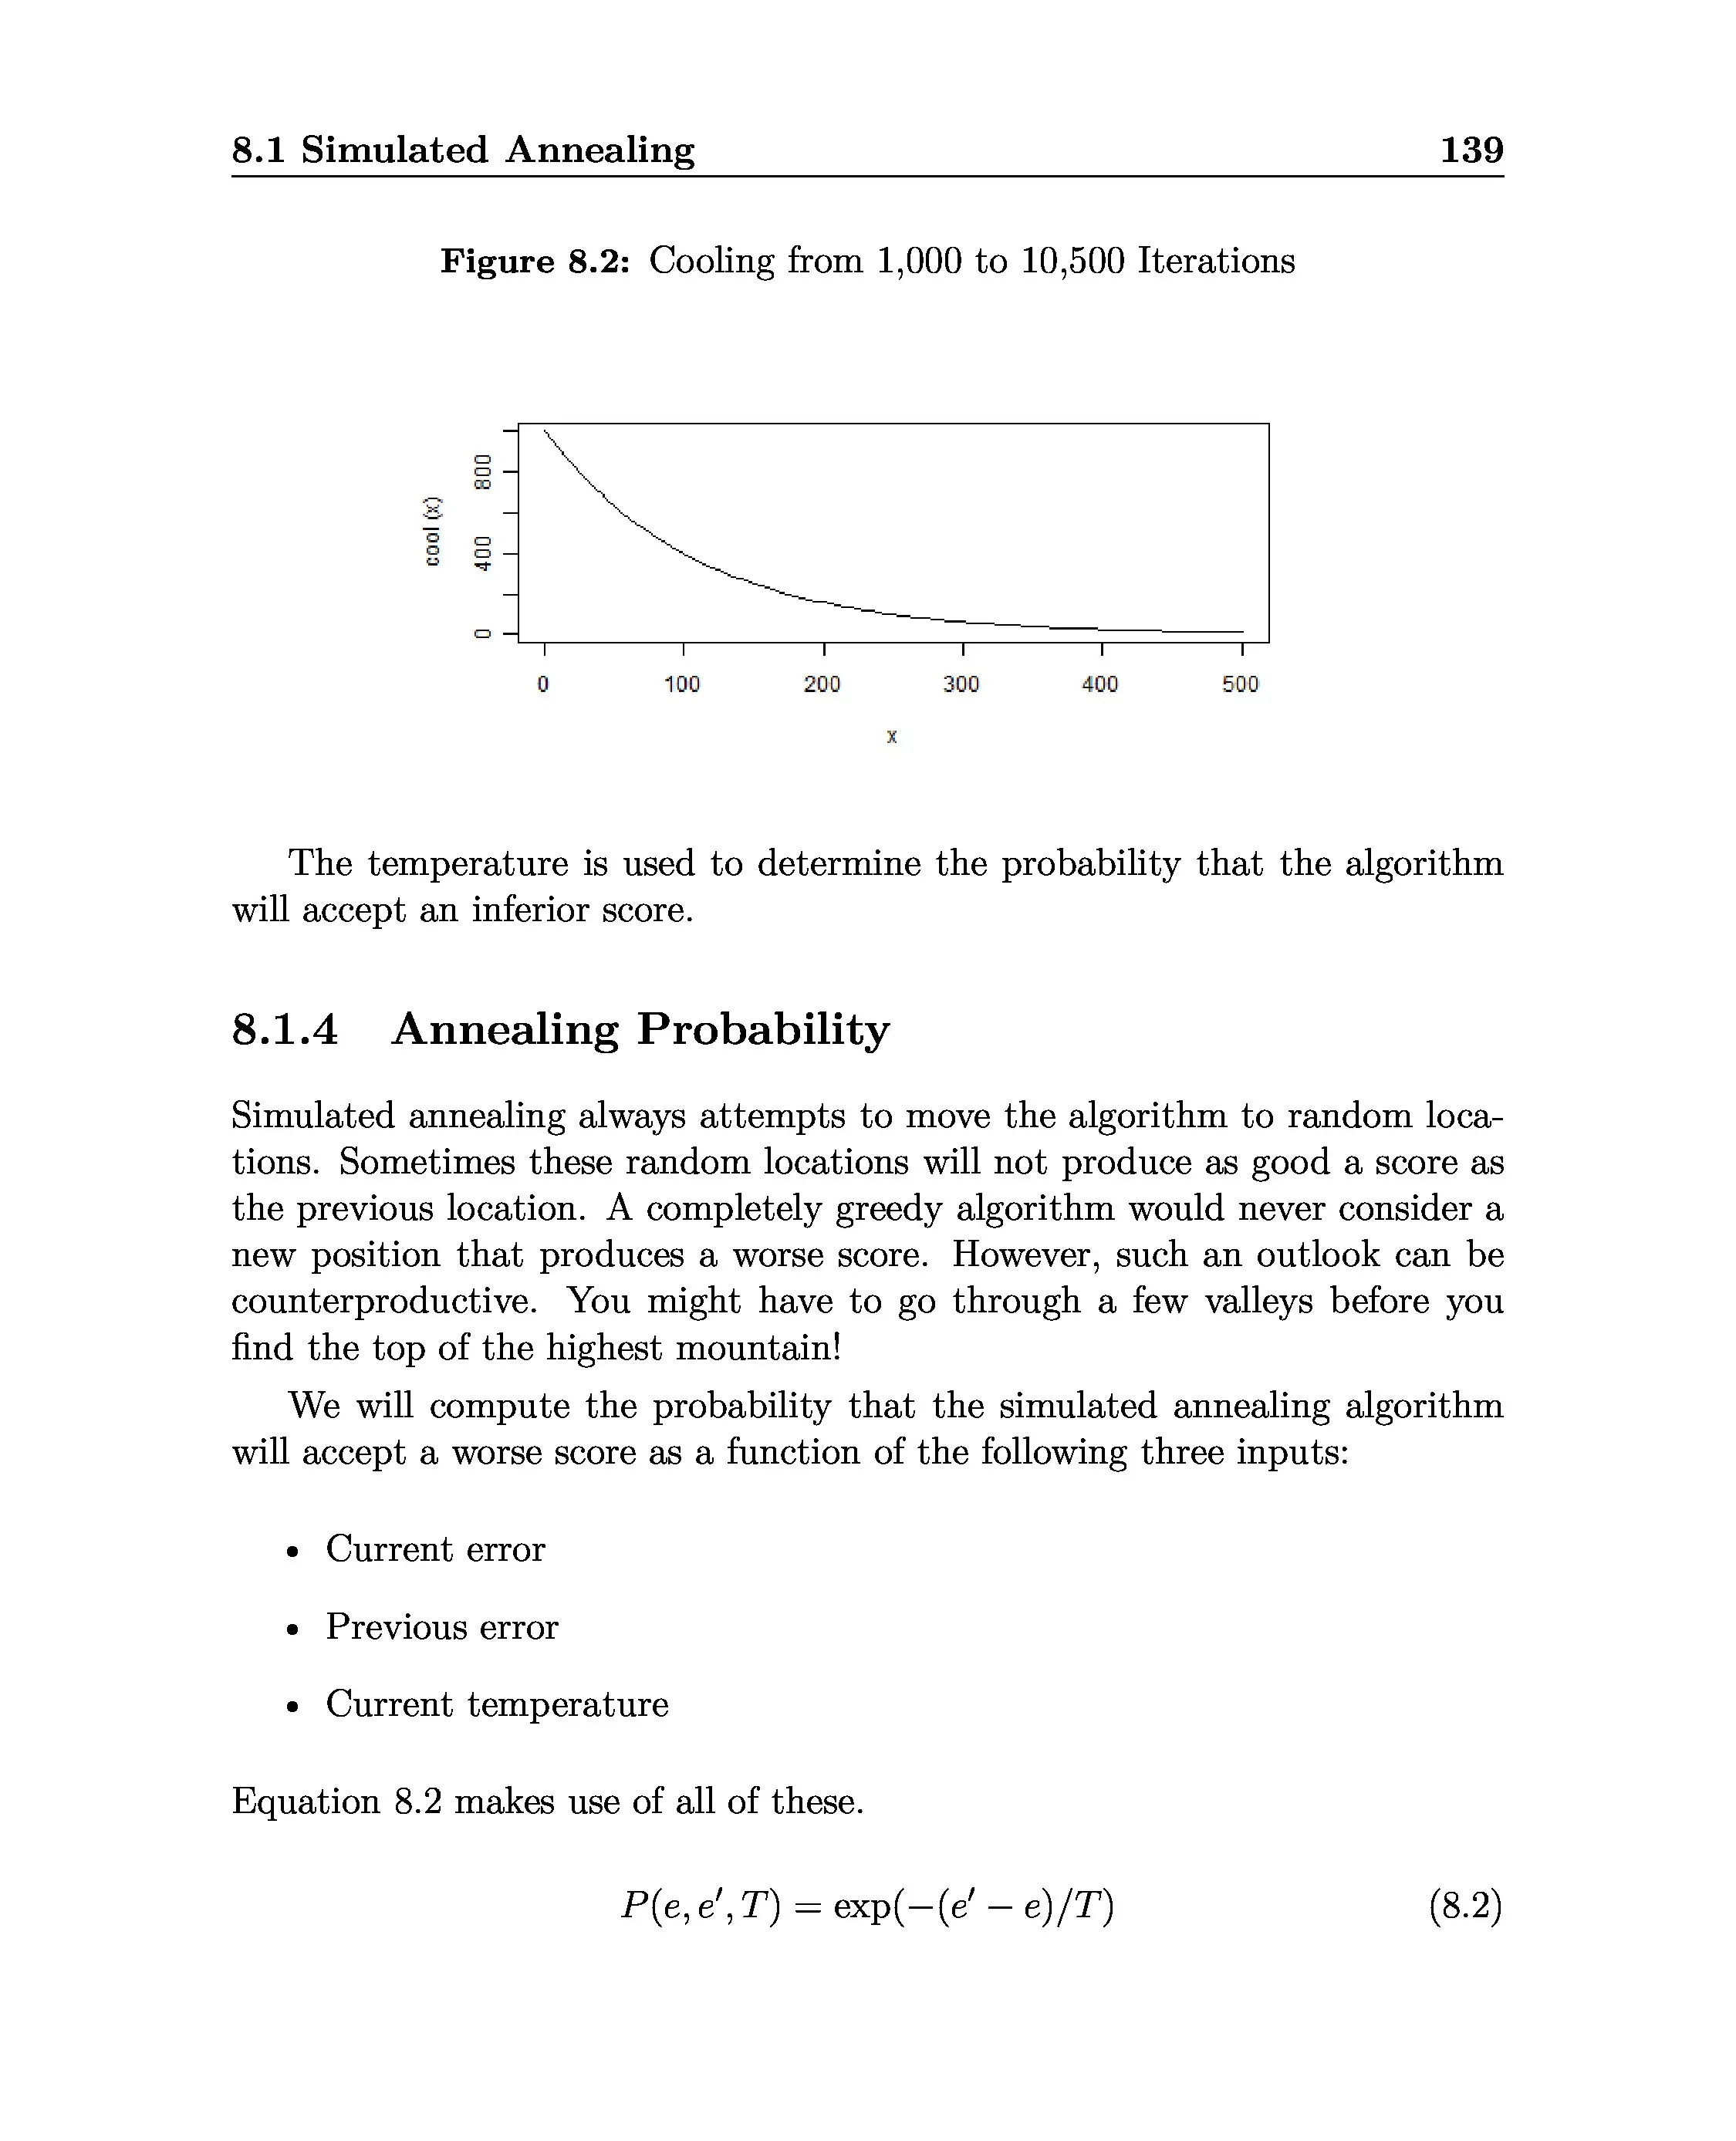 8.1 Simulated Annealing 139
Figure 8.2: Cooling from 1,000 to 10,500 Iterations
800
400
0
cool (x)
0 100 200 300 400 500
x
The temperature is used to determine the probability that the algorithm
will accept an inferior score.
8.1.4 Annealing Probability
Simulated annealing always attempts to move the algorithm to random loca-
tions. Sometimes these random locations will not produce as good a score as
the previous location. A completely greedy algorithm would never consider a
new position that produces a worse score. However, such an outlook can be
counterproductive. You might have to go through a few valleys before you
find the top of the highest mountain!
We will compute the probability that the simulated annealing algorithm
will accept a worse score as a function of the following three inputs:
• Current error
• Previous error
• Current temperature
Equation 8.2 makes use of all of these.
P(e, e′, T) = exp(−(e′ − e)/T) (8.2)